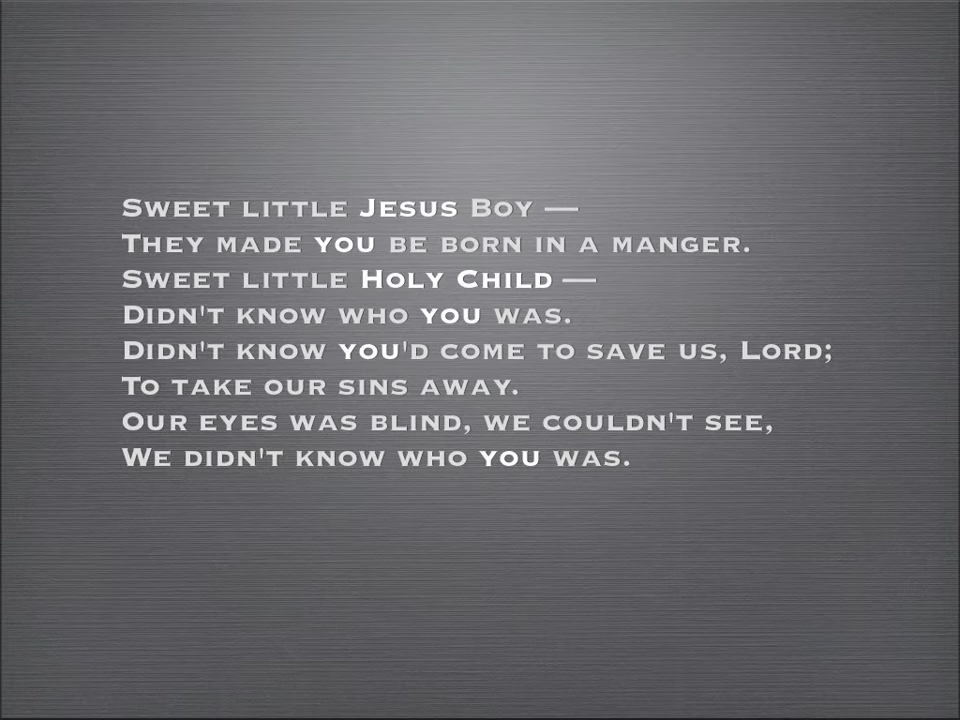 Sweet little Jesus Boy —
They made you be born in a manger.
Sweet little Holy Child —
Didn't know who you was.
Didn't know you'd come to save us, Lord;
To take our sins away.
Our eyes was blind, we couldn't see,
We didn't know who you was.